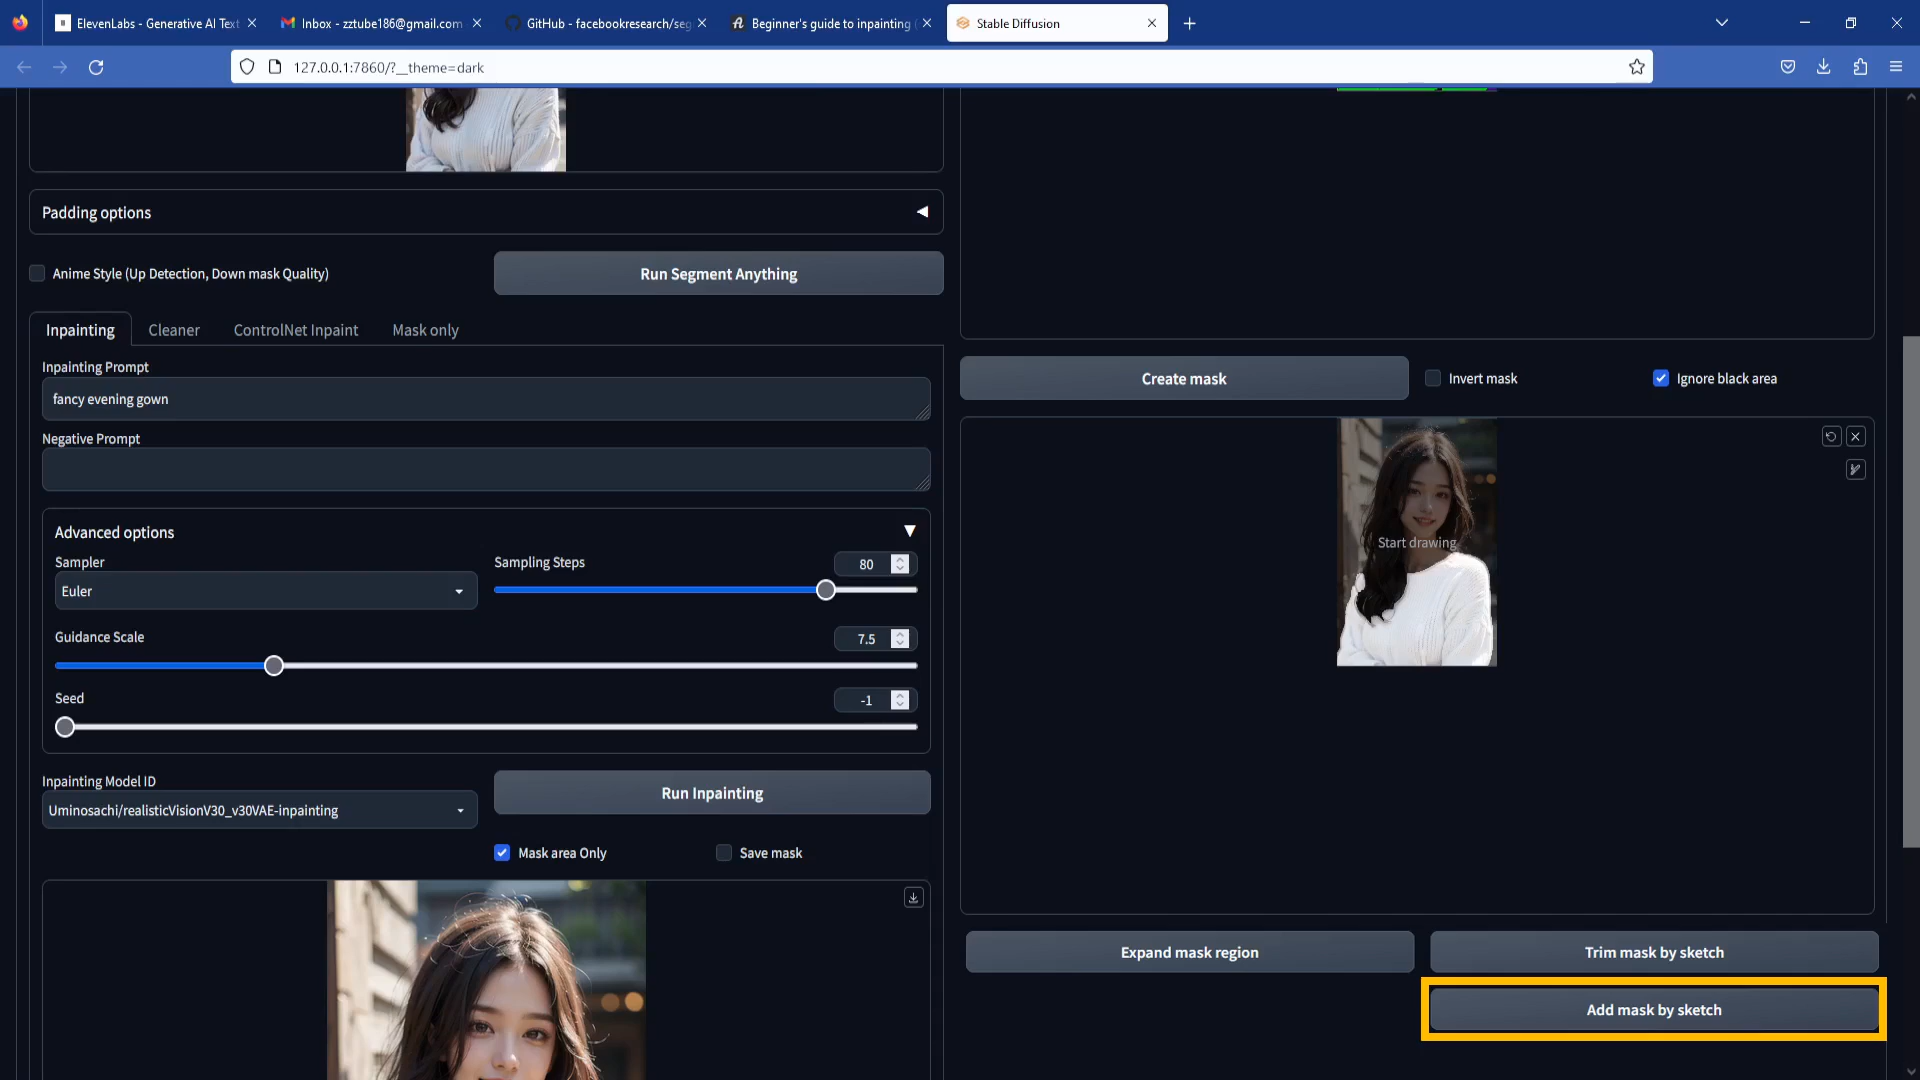 ElevenLabs - Generative AI Text
Inbox - zztube186@gmail.com
GitHub - facebookresearch/seg
Beginner's guide to inpainting (
Stable Diffusion
127.0.0.1:7860/?__theme=dark
Padding options
Anime Style (Up Detection, Down mask Quality)
Run Segment Anything
Inpainting
Cleaner
ControlNet Inpaint
Mask only
Inpainting Prompt
fancy evening gown
Negative Prompt
Advanced options
Sampler
Euler
Sampling Steps
80
Guidance Scale
7.5
Seed
-1
Inpainting Model ID
Uminosachi/realisticVisionV30_v30VAE-inpainting
Run Inpainting
Mask area Only
Save mask
Create mask
Invert mask
Ignore black area
Start drawing
Expand mask region
Trim mask by sketch
Add mask by sketch